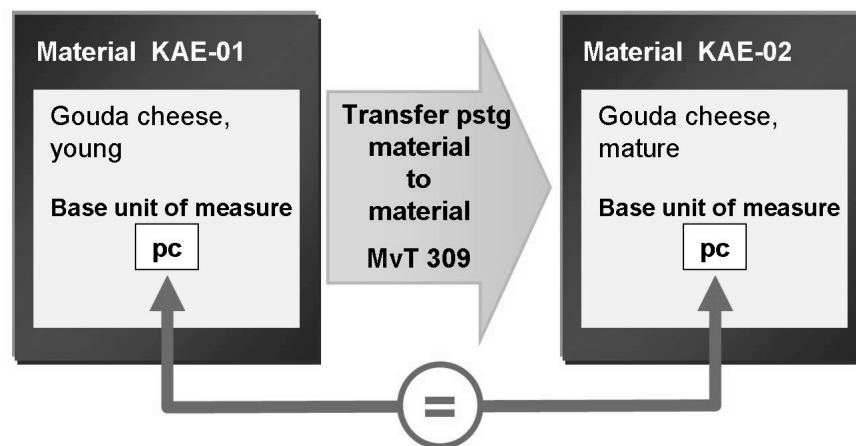 Material KAE-01
Gouda cheese,
young
Base unit of measure
pc
Transfer pstg
material
to
material
MvT 309
Material KAE-02
Gouda cheese,
mature
Base unit of measure
pc
=